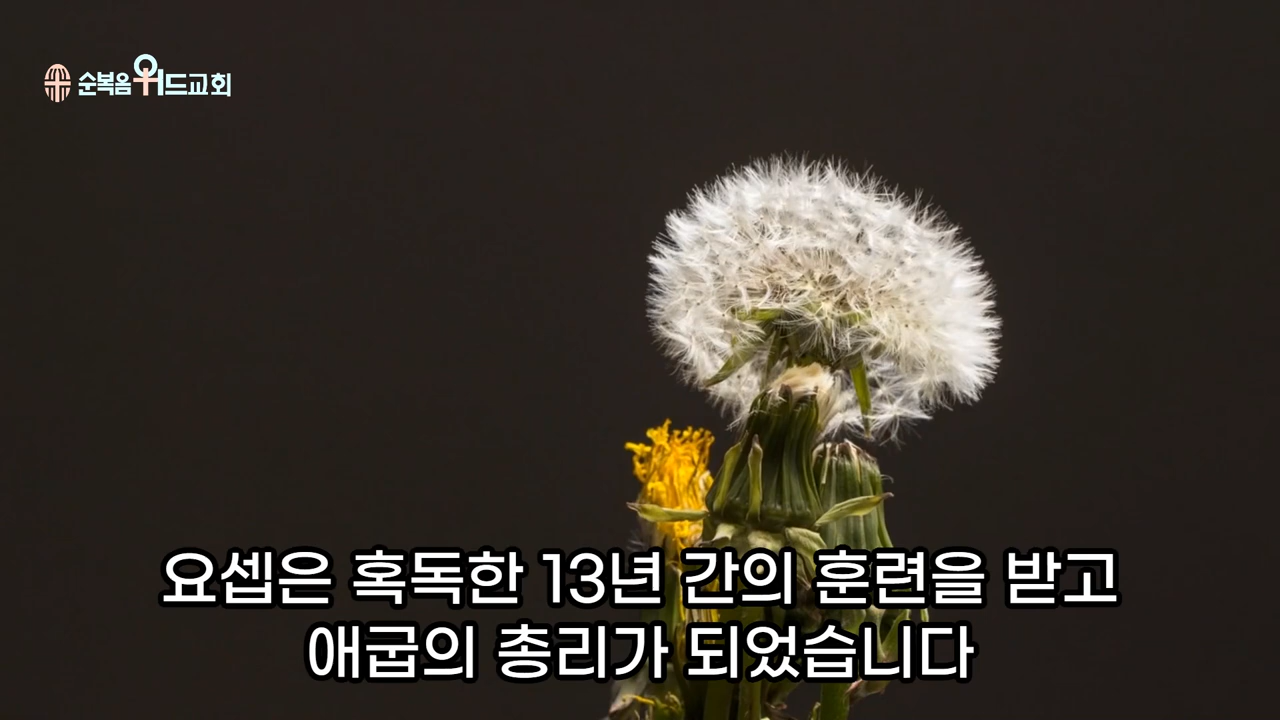 순복음위드교회
요셉은 혹독한 13년 간의 훈련을 받고
애굽의 총리가 되었습니다